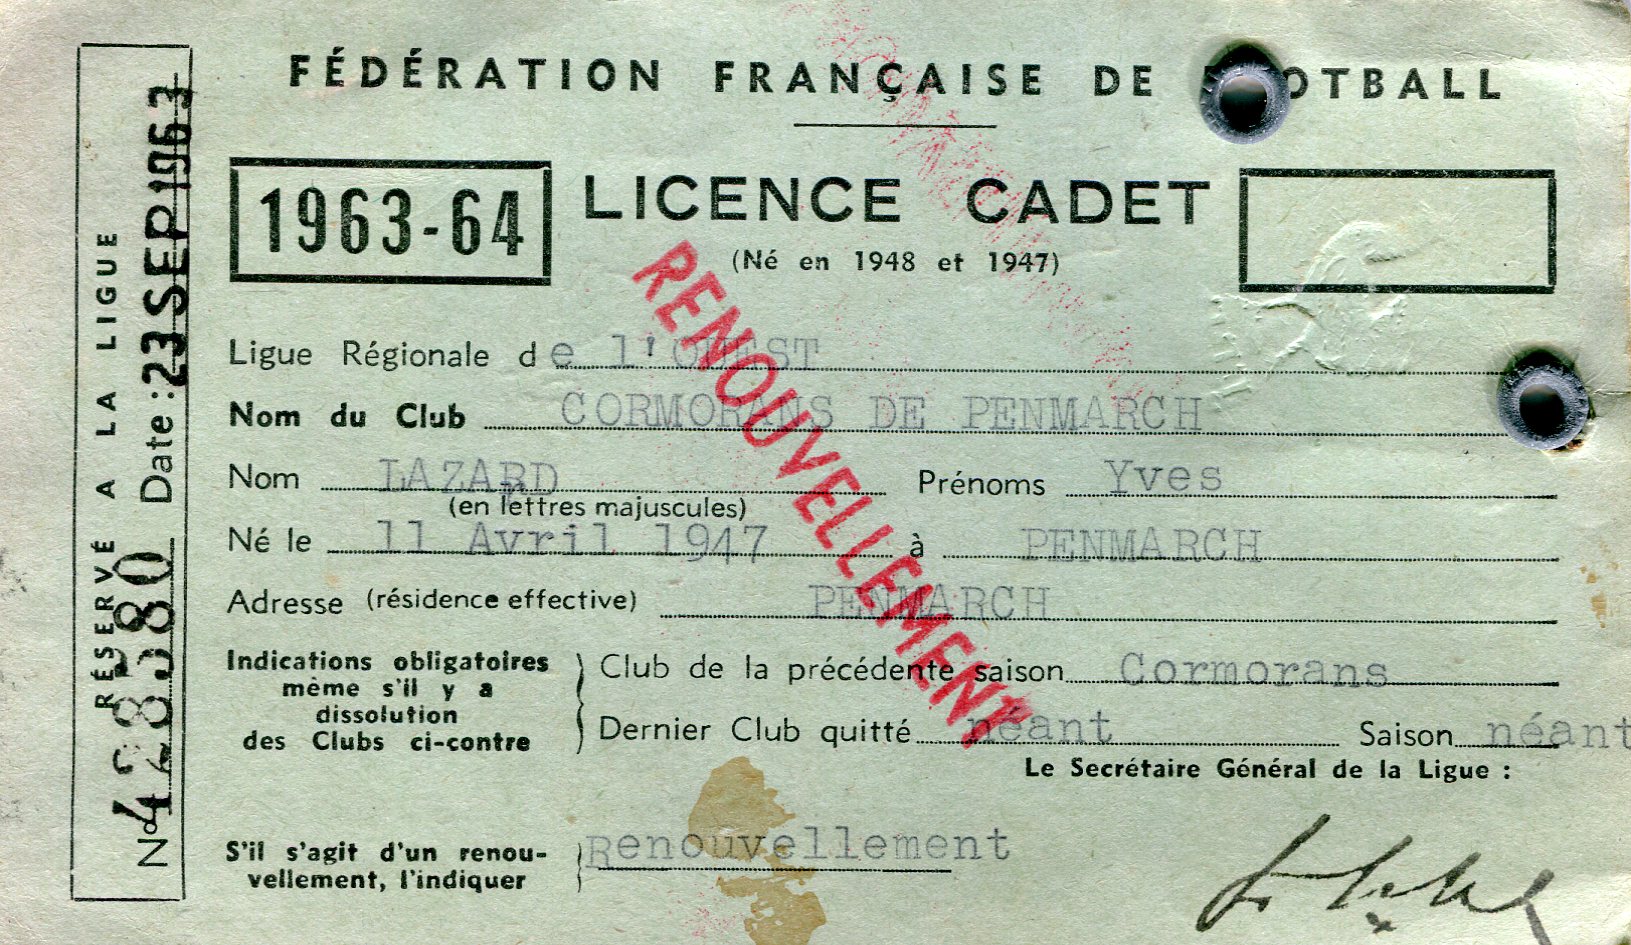 FÉDÉRATION FRANÇAISE DE FOOTBALL
1963-64
LICENCE CADET
(Né en 1948 et 1947)
RÉSERVÉ A LA LIGUE
Date : 23 SEP 1963
Ligue Régionale de l'OUEST
Nom du Club CORMORANS DE PENMARCH
Nom LAZARD Prénoms Yves
(en lettres majuscules)
Né le 11 Avril 1947 à PENMARCH
Adresse (résidence effective) PENMARCH
Indications obligatoires
même s'il y a
dissolution
des Clubs ci-contre
Club de la précédente saison Cormorans
Dernier Club quitté néant Saison néant
Le Secrétaire Général de la Ligue :
S'il s'agit d'un renou-
vellement, l'indiquer
Renouvellement
RENOUVELLEMENT